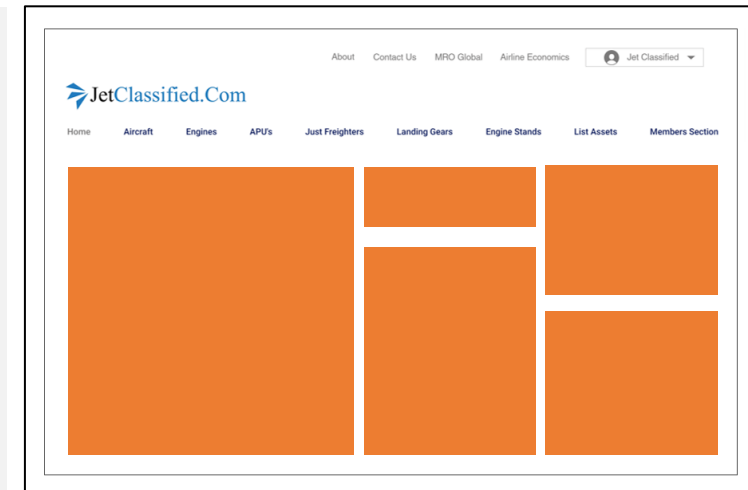 About Contact Us MRO Global Airline Economics Jet Classified
JetClassified.Com
Home Aircraft Engines APU's Just Freighters Landing Gears Engine Stands List Assets Members Section